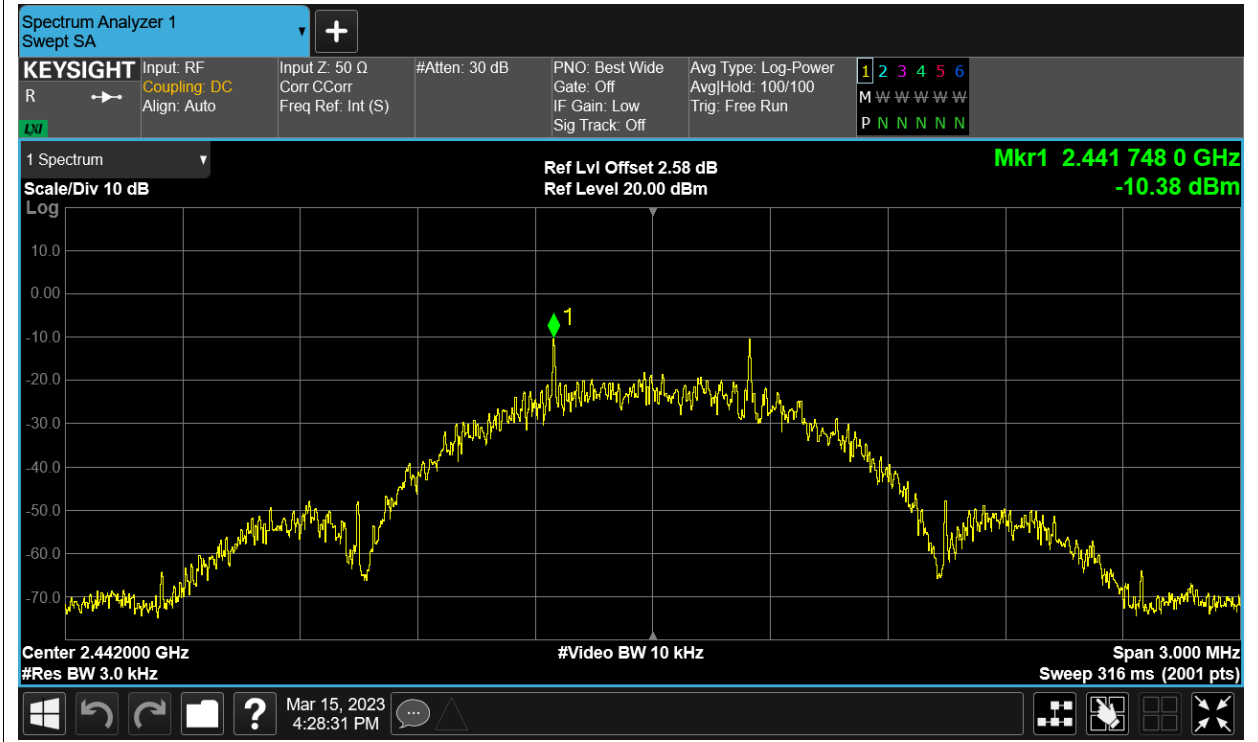 Spectrum Analyzer 1
Swept SA
+
KEYSIGHT Input: RF Input Z: 50 Ω #Atten: 30 dB PNO: Best Wide Avg Type: Log-Power 1 2 3 4 5 6
R Coupling: DC Corr CCorr Gate: Off Avg|Hold: 100/100 M W W W W W
Align: Auto Freq Ref: Int (S) IF Gain: Low Trig: Free Run
LXI Sig Track: Off P N N N N N
1 Spectrum
Ref Lvl Offset 2.58 dB Mkr1 2.441 748 0 GHz
Scale/Div 10 dB Ref Level 20.00 dBm -10.38 dBm
Log
10.0
0.00
1
-10.0
-20.0
-30.0
-40.0
-50.0
-60.0
-70.0
Center 2.442000 GHz #Video BW 10 kHz Span 3.000 MHz
#Res BW 3.0 kHz Sweep 316 ms (2001 pts)
? Mar 15, 2023
4:28:31 PM